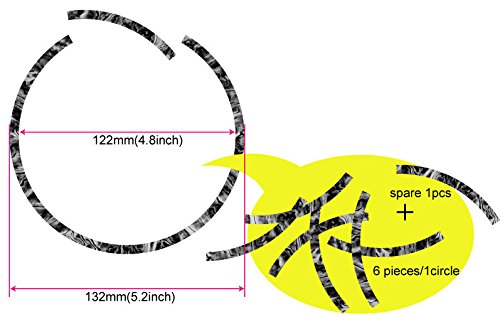 122mm(4.8inch)
spare 1pcs
+
6 pieces/1circle
132mm(5.2inch)